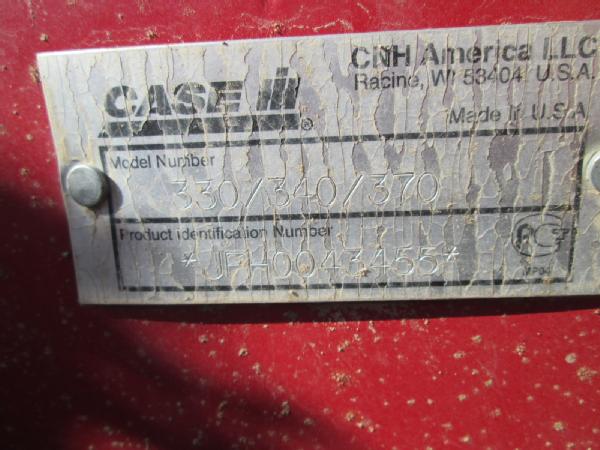 CNH America LLC
Racine, WI 53404 U.S.A.
CASE IH ®
Made in U.S.A
Model Number
330/340/370
Product Identification Number
*JFH0043455*